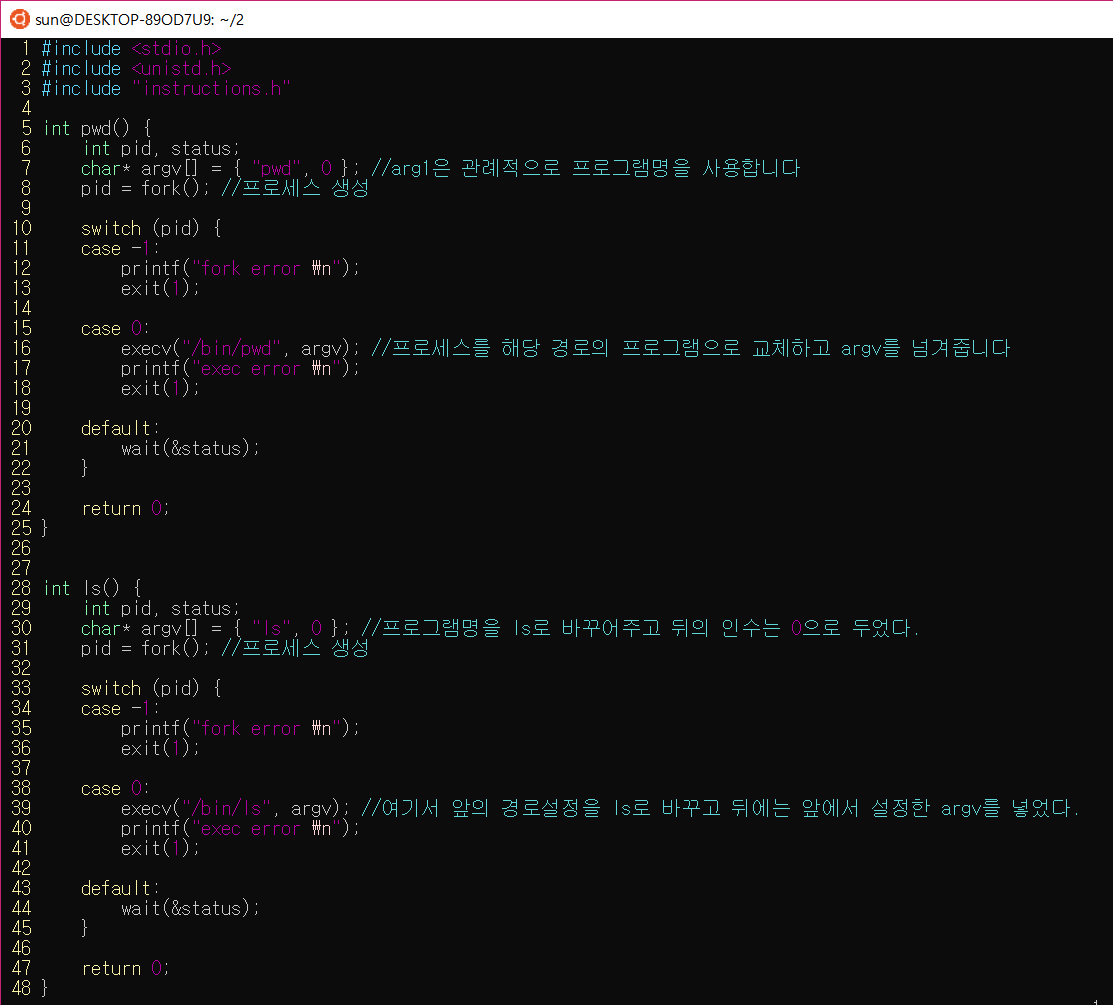 sun@DESKTOP-89OD7U9: ~/2
1 #include <stdio.h>
2 #include <unistd.h>
3 #include "instructions.h"
4
5 int pwd() {
6     int pid, status;
7     char* argv[] = { "pwd", 0 }; //arg1은 관례적으로 프로그램명을 사용합니다
8     pid = fork(); //프로세스 생성
9
10     switch (pid) {
11     case -1:
12         printf("fork error ₩n");
13         exit(1);
14
15     case 0:
16         execv("/bin/pwd", argv); //프로세스를 해당 경로의 프로그램으로 교체하고 argv를 넘겨줍니다
17         printf("exec error ₩n");
18         exit(1);
19
20     default:
21         wait(&status);
22     }
23
24     return 0;
25 }
26
27
28 int ls() {
29     int pid, status;
30     char* argv[] = { "ls", 0 }; //프로그램명을 ls로 바꾸어주고 뒤의 인수는 0으로 두었다.
31     pid = fork(); //프로세스 생성
32
33     switch (pid) {
34     case -1:
35         printf("fork error ₩n");
36         exit(1);
37
38     case 0:
39         execv("/bin/ls", argv); //여기서 앞의 경로설정을 ls로 바꾸고 뒤에는 앞에서 설정한 argv를 넣었다.
40         printf("exec error ₩n");
41         exit(1);
42
43     default:
44         wait(&status);
45     }
46
47     return 0;
48 }